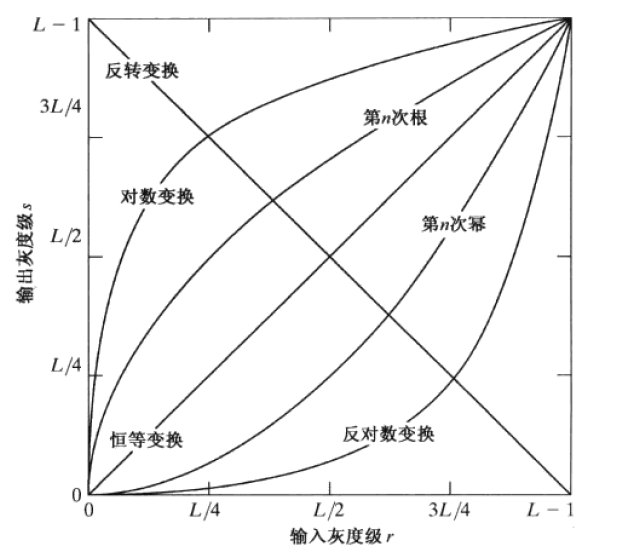 L − 1
反转变换
3L/4
第n次根
对数变换
第n次幂
L/2
输出灰度级 s
L/4
恒等变换
反对数变换
0
0
L/4
L/2
3L/4
L − 1
输入灰度级 r